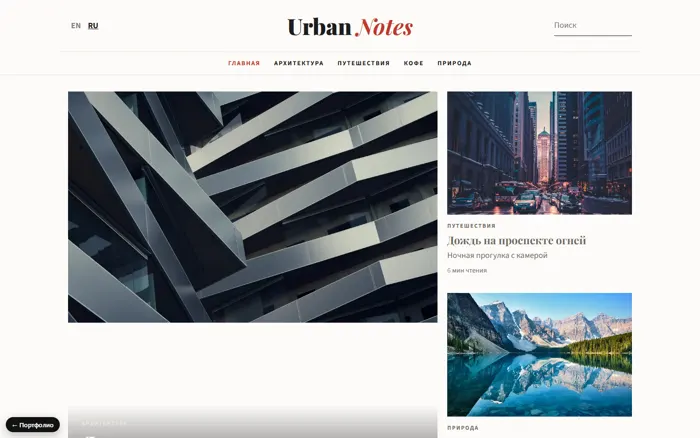 EN RU
Urban Notes
Поиск
ГЛАВНАЯ АРХИТЕКТУРА ПУТЕШЕСТВИЯ КОФЕ ПРИРОДА
ПУТЕШЕСТВИЯ
Дождь на проспекте огней
Ночная прогулка с камерой
6 мин чтения
АРХИТЕКТУРА
ПРИРОДА
← Портфолио